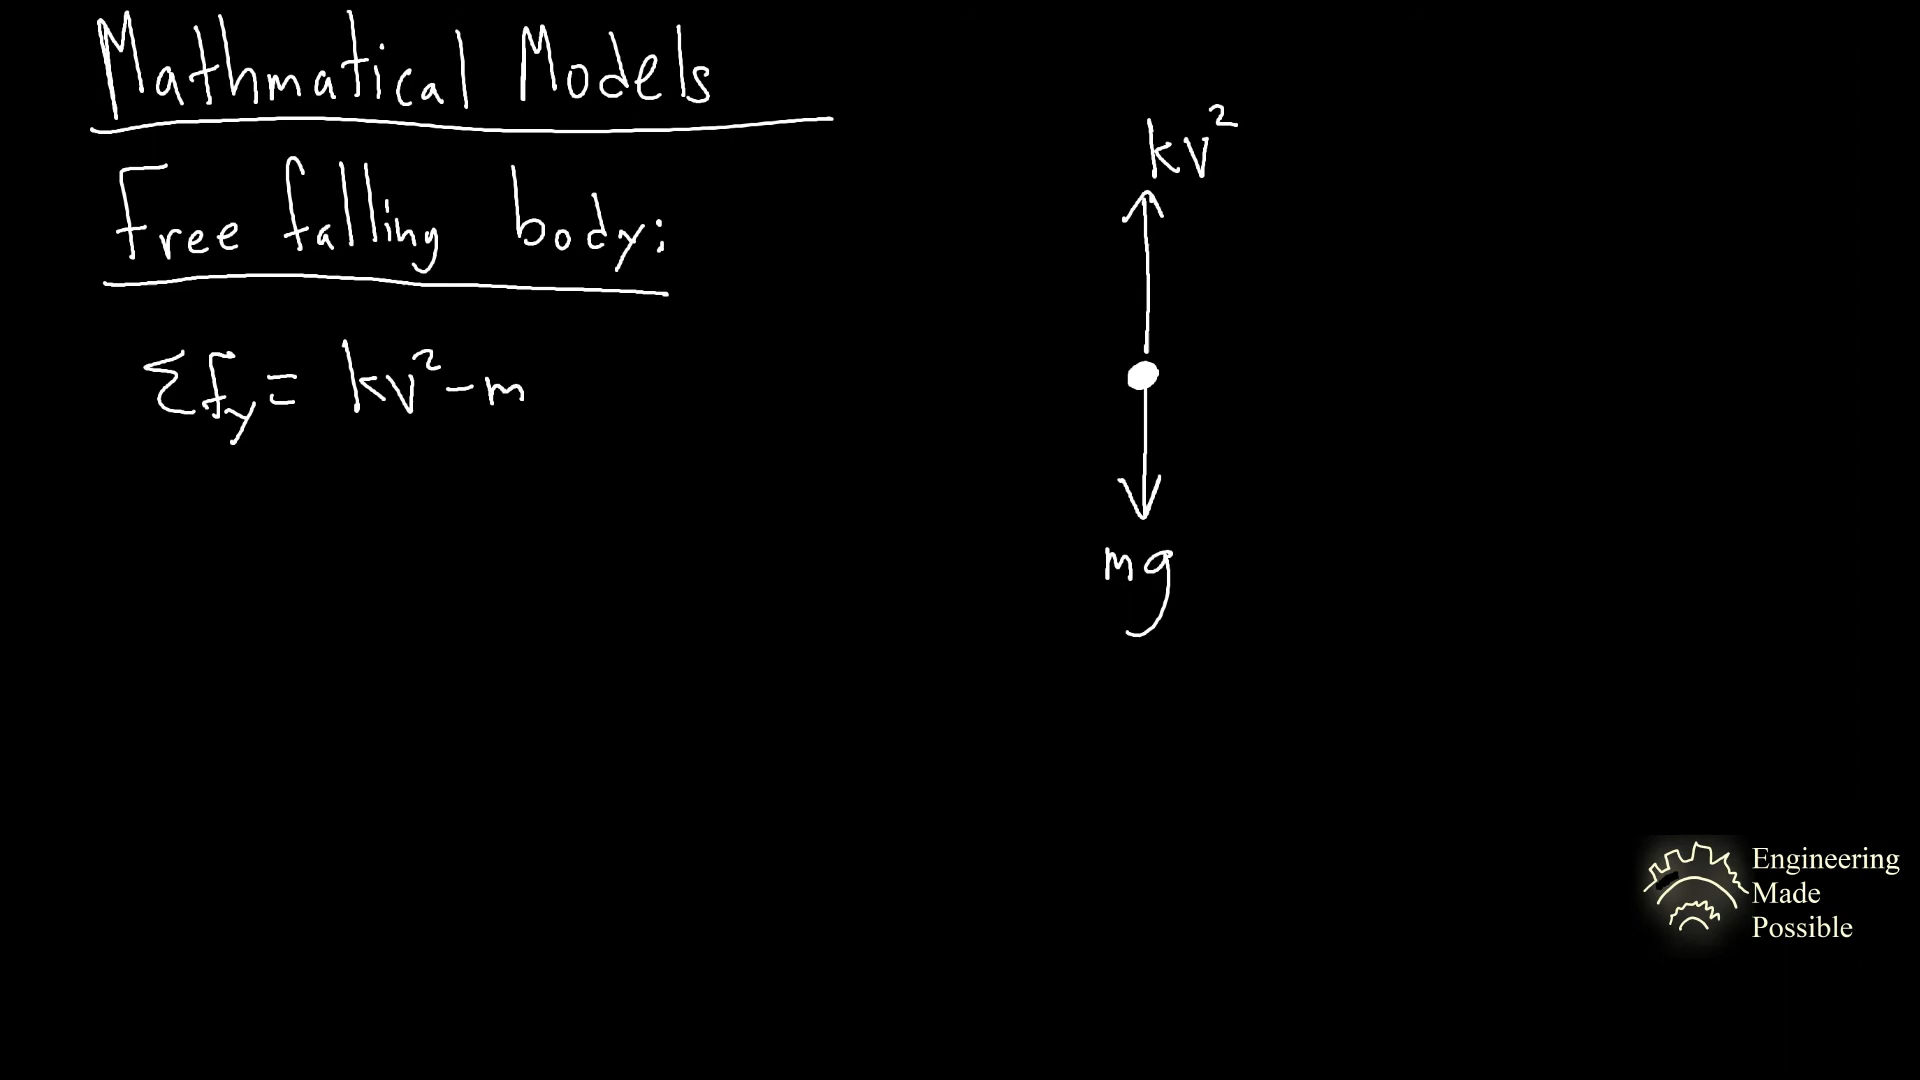 Mathmatical Models
Free falling body:
Σfy = kv² - m
kv²
mg
Engineering
Made
Possible